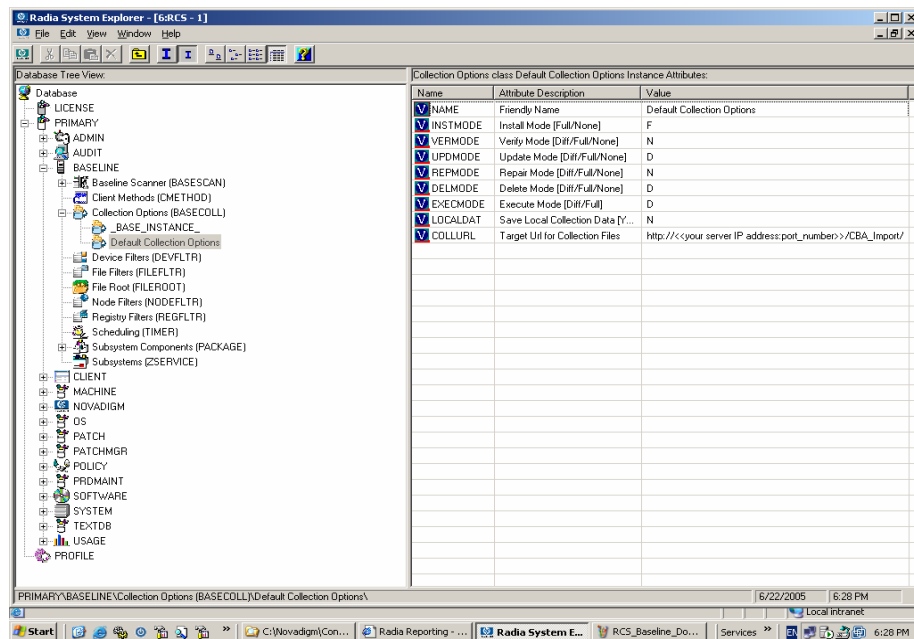 Radia System Explorer - [6:RCS - 1]
File Edit View Window Help
Database Tree View:
Collection Options class Default Collection Options Instance Attributes:
Database
LICENSE
PRIMARY
ADMIN
AUDIT
BASELINE
Baseline Scanner (BASESCAN)
Client Methods (CMETHOD)
Collection Options (BASECOLL)
_BASE_INSTANCE_
Default Collection Options
Device Filters (DEVFLTR)
File Filters (FILEFLTR)
File Root (FILEROOT)
Node Filters (NODEFLTR)
Registry Filters (REGFLTR)
Scheduling (TIMER)
Subsystem Components (PACKAGE)
Subsystems (ZSERVICE)
CLIENT
MACHINE
NOVADIGM
OS
PATCH
PATCHMGR
POLICY
PRDMAINT
SOFTWARE
SYSTEM
TEXTDB
USAGE
PROFILE
Name Attribute Description Value
NAME Friendly Name Default Collection Options
INSTMODE Install Mode [Full/None] F
VERMODE Verify Mode [Diff/Full/None] N
UPDMODE Update Mode [Diff/Full/None] D
REPMODE Repair Mode [Diff/Full/None] N
DELMODE Delete Mode [Diff/Full/None] D
EXECMODE Execute Mode [Diff/Full] D
LOCALDAT Save Local Collection Data [Y... N
COLLURL Target Url for Collection Files http://<<your server IP address:port_number>>/CBA_Import/
PRIMARY\BASELINE\Collection Options (BASECOLL)\Default Collection Options\ 6/22/2005 6:28 PM
Local intranet
Start » C:\Novadigm\Con... Radia Reporting - ... Radia System E... RCS_Baseline_Do... Services » EN 6:28 PM